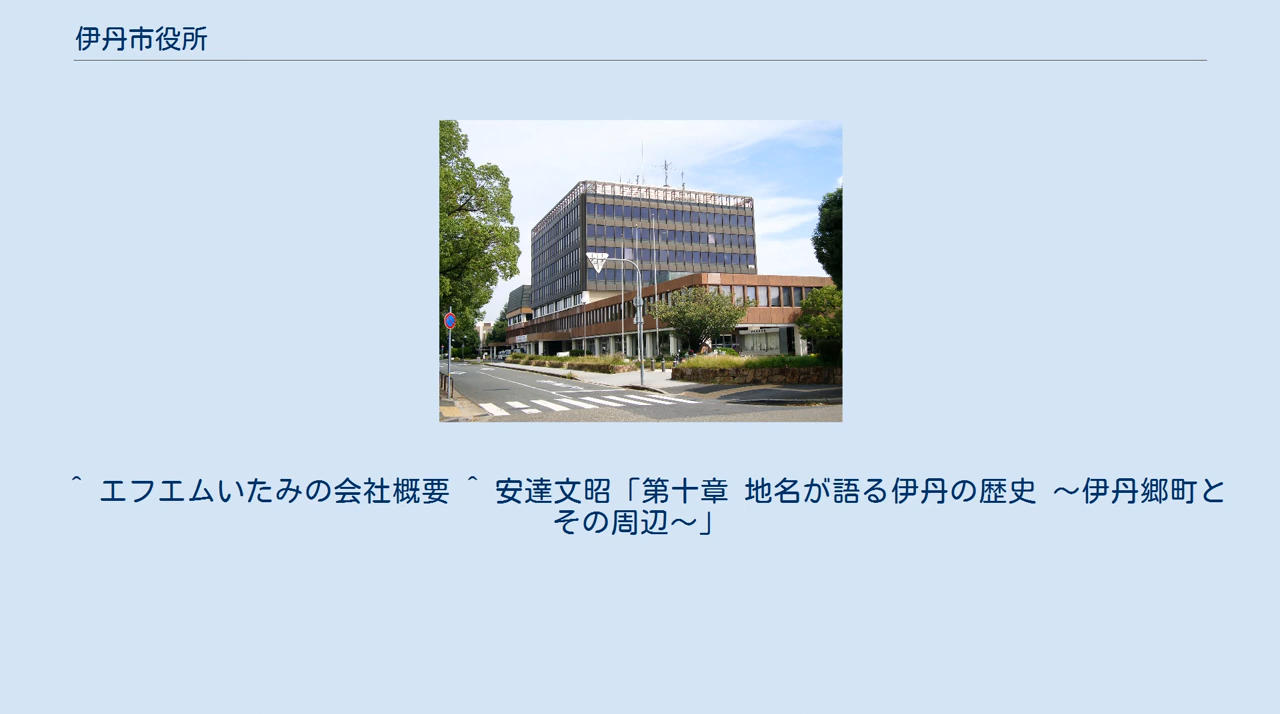 伊丹市役所
^ エフエムいたみの会社概要 ^ 安達文昭「第十章 地名が語る伊丹の歴史 〜伊丹郷町と
その周辺〜」